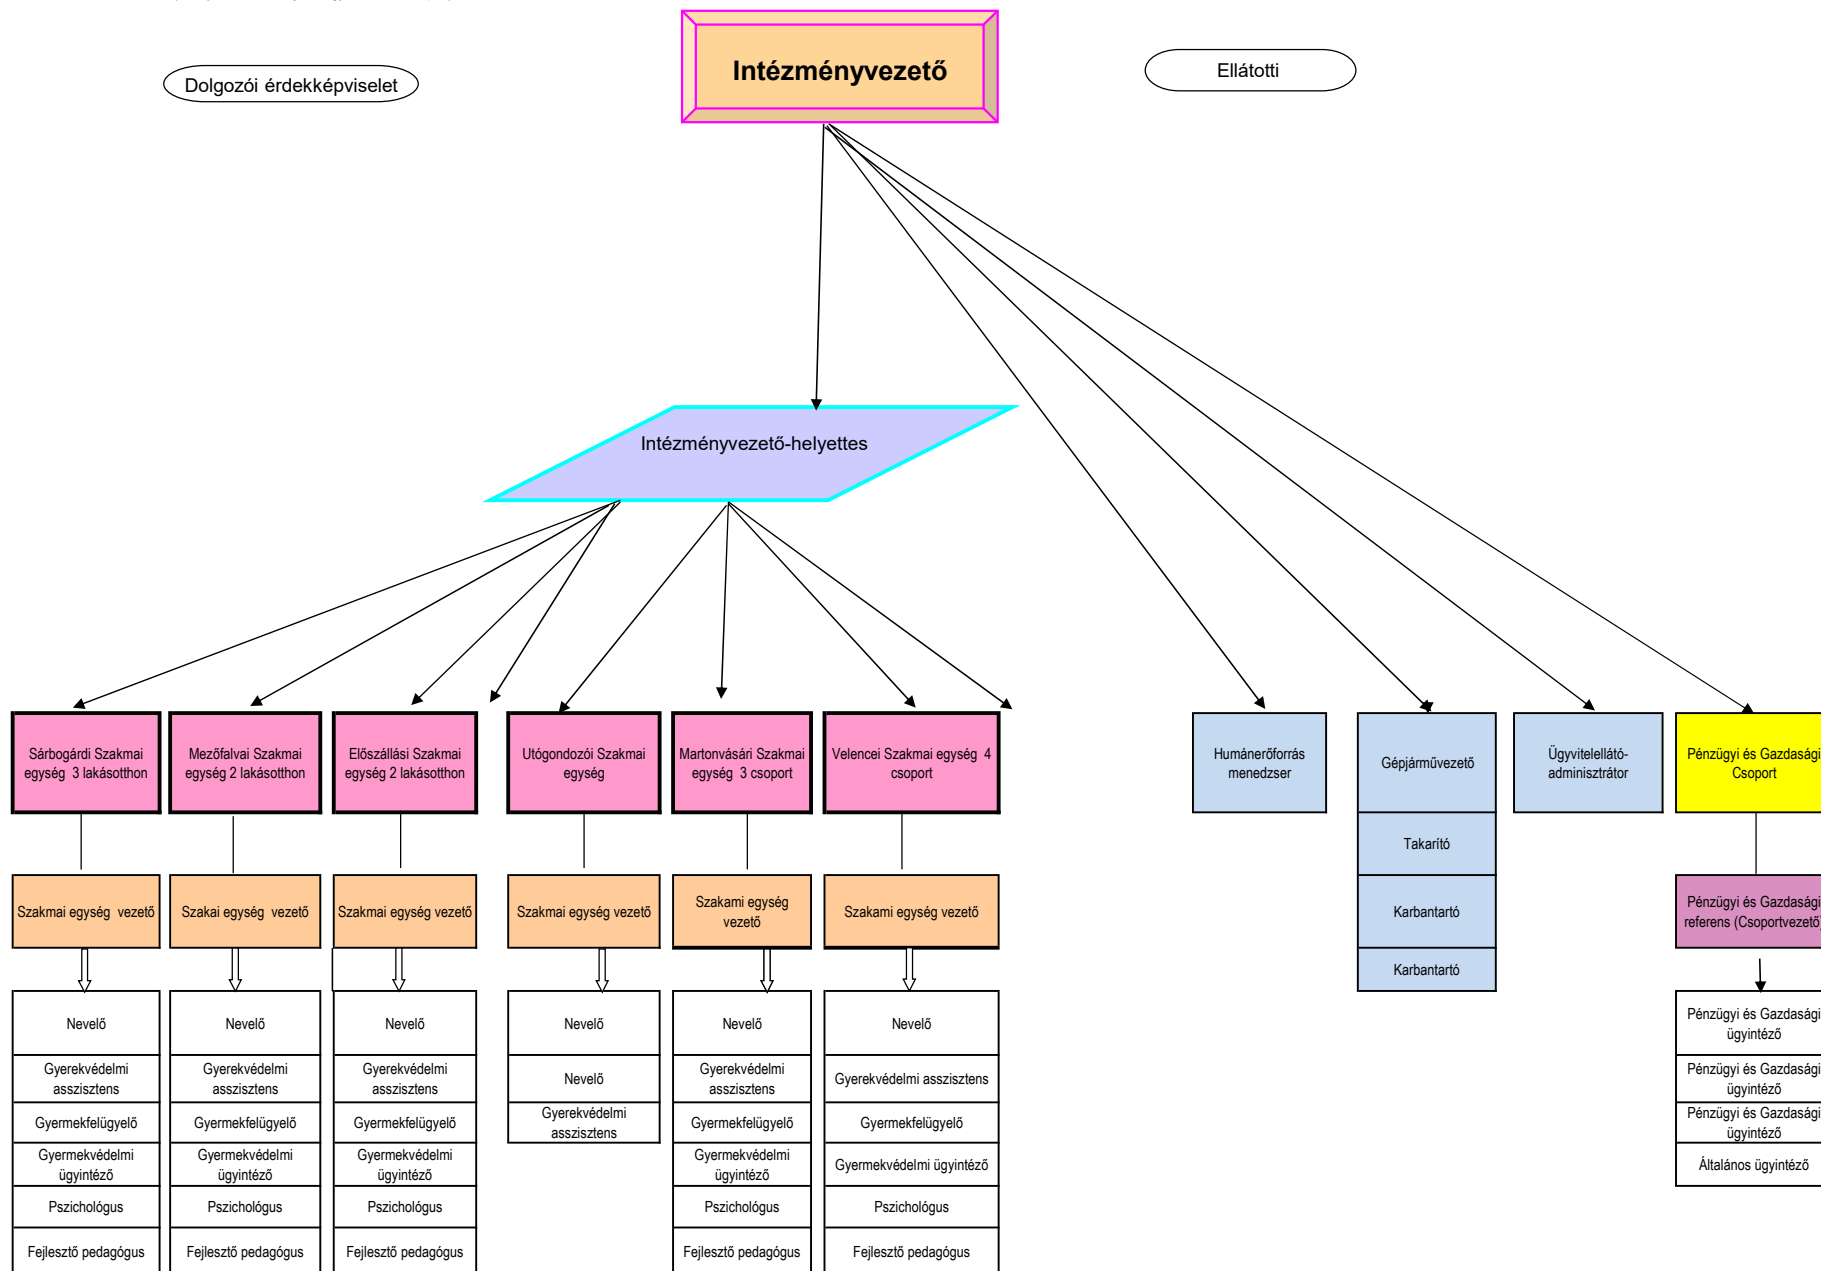 Intézményvezető
Dolgozói érdekképviselet
Ellátotti
Intézményvezető-helyettes
Sárbogárdi Szakmai
egység 3 lakásotthon
Mezőfalvai Szakmai
egység 2 lakásotthon
Előszállási Szakmai
egység 2 lakásotthon
Utógondozói Szakmai
egység
Martonvásári Szakmai
egység 3 csoport
Velencei Szakmai egység 4
csoport
Humánerőforrás
menedzser
Gépjárművezető
Ügyvitelellátó-
adminisztrátor
Pénzügyi és Gazdasági
Csoport
Takarító
Karbantartó
Karbantartó
Szakmai egység vezető
Szakai egység vezető
Szakmai egység vezető
Szakmai egység vezető
Szakami egység
vezető
Szakami egység vezető
Pénzügyi és Gazdasági
referens (Csoportvezető)
Nevelő
Gyerekvédelmi
asszisztens
Gyermekfelügyelő
Gyermekvédelmi
ügyintéző
Pszichológus
Fejlesztő pedagógus
Nevelő
Gyerekvédelmi
asszisztens
Gyermekfelügyelő
Gyermekvédelmi
ügyintéző
Pszichológus
Fejlesztő pedagógus
Nevelő
Gyerekvédelmi
asszisztens
Gyermekfelügyelő
Gyermekvédelmi
ügyintéző
Pszichológus
Fejlesztő pedagógus
Nevelő
Nevelő
Gyerekvédelmi
asszisztens
Nevelő
Gyerekvédelmi
asszisztens
Gyermekfelügyelő
Gyermekvédelmi
ügyintéző
Pszichológus
Fejlesztő pedagógus
Nevelő
Gyerekvédelmi asszisztens
Gyermekfelügyelő
Gyermekvédelmi ügyintéző
Pszichológus
Fejlesztő pedagógus
Pénzügyi és Gazdasági
ügyintéző
Pénzügyi és Gazdasági
ügyintéző
Pénzügyi és Gazdasági
ügyintéző
Általános ügyintéző